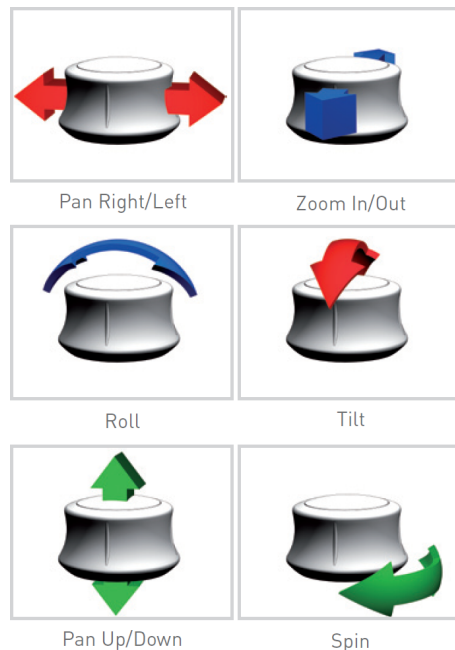 Pan Right/Left
Zoom In/Out
Roll
Tilt
Pan Up/Down
Spin